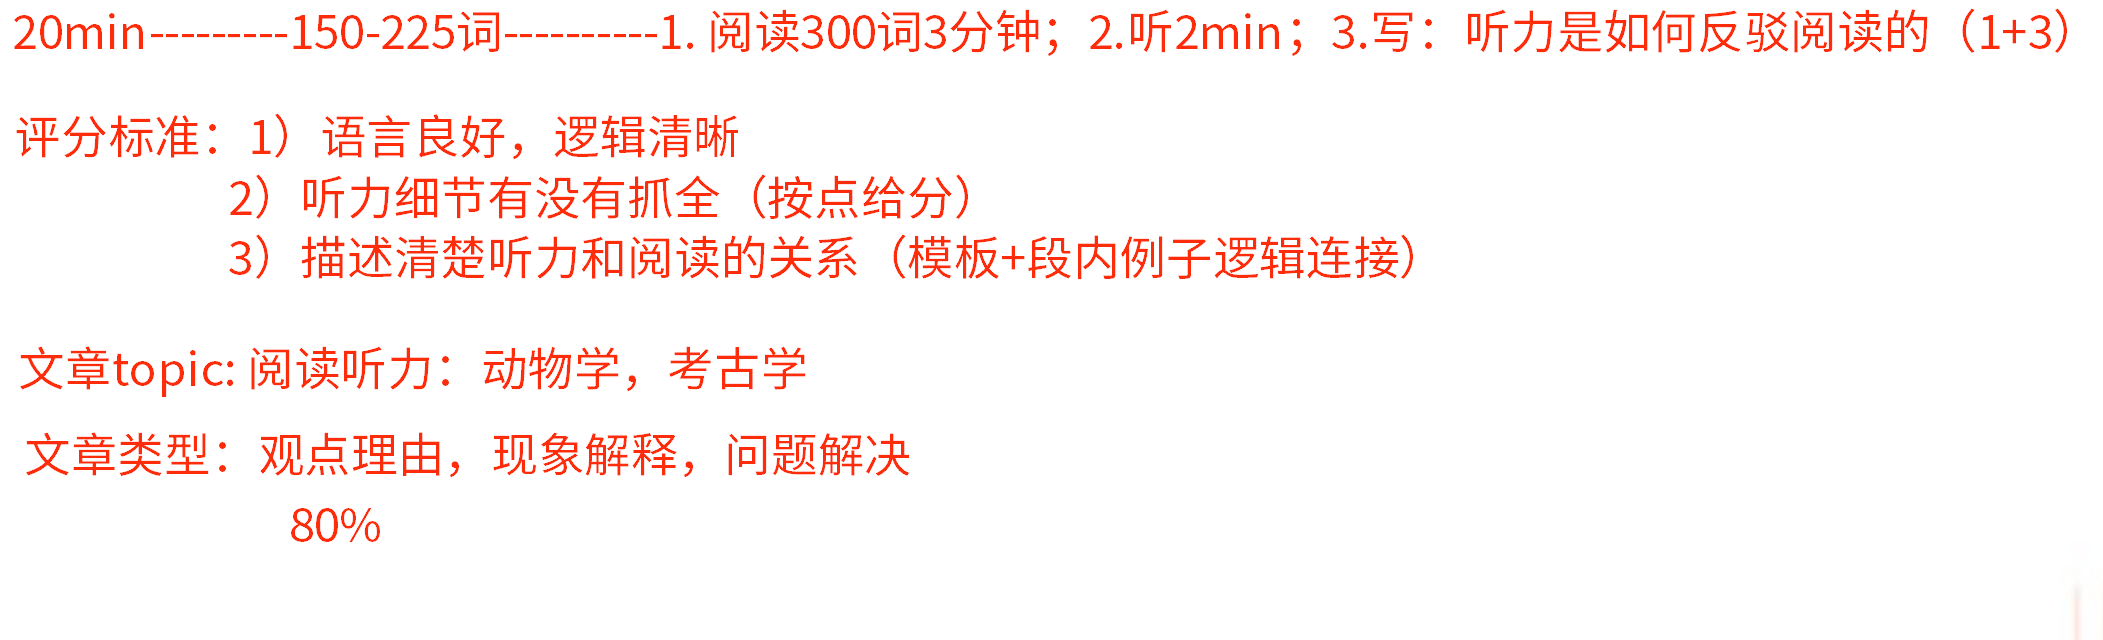 20min---------150-225词----------1. 阅读300词3分钟；2.听2min；3.写：听力是如何反驳阅读的（1+3）
评分标准：1）语言良好，逻辑清晰
2）听力细节有没有抓全（按点给分）
3）描述清楚听力和阅读的关系（模板+段内例子逻辑连接）
文章topic: 阅读听力：动物学，考古学
文章类型：观点理由，现象解释，问题解决
80%